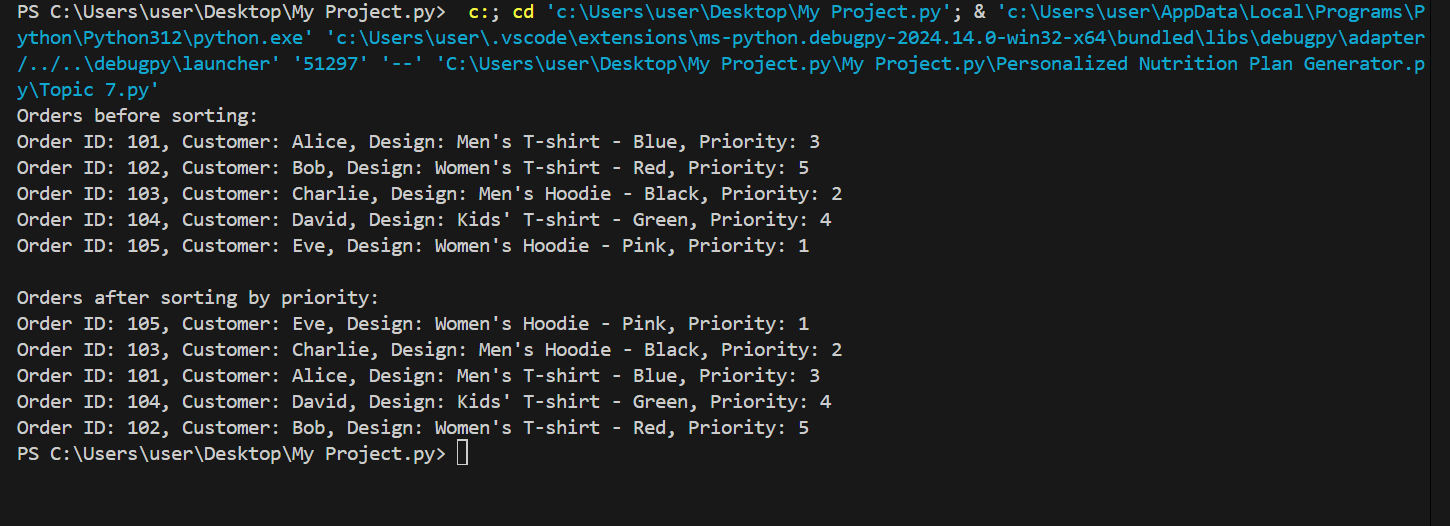 PS C:\Users\user\Desktop\My Project.py>  c:; cd 'c:\Users\user\Desktop\My Project.py'; & 'c:\Users\user\AppData\Local\Programs\P
ython\Python312\python.exe' 'c:\Users\user\.vscode\extensions\ms-python.debugpy-2024.14.0-win32-x64\bundled\libs\debugpy\adapter
/../..\debugpy\launcher' '51297' '--' 'C:\Users\user\Desktop\My Project.py\My Project.py\Personalized Nutrition Plan Generator.p
y\Topic 7.py'
Orders before sorting:
Order ID: 101, Customer: Alice, Design: Men's T-shirt - Blue, Priority: 3
Order ID: 102, Customer: Bob, Design: Women's T-shirt - Red, Priority: 5
Order ID: 103, Customer: Charlie, Design: Men's Hoodie - Black, Priority: 2
Order ID: 104, Customer: David, Design: Kids' T-shirt - Green, Priority: 4
Order ID: 105, Customer: Eve, Design: Women's Hoodie - Pink, Priority: 1

Orders after sorting by priority:
Order ID: 105, Customer: Eve, Design: Women's Hoodie - Pink, Priority: 1
Order ID: 103, Customer: Charlie, Design: Men's Hoodie - Black, Priority: 2
Order ID: 101, Customer: Alice, Design: Men's T-shirt - Blue, Priority: 3
Order ID: 104, Customer: David, Design: Kids' T-shirt - Green, Priority: 4
Order ID: 102, Customer: Bob, Design: Women's T-shirt - Red, Priority: 5
PS C:\Users\user\Desktop\My Project.py>